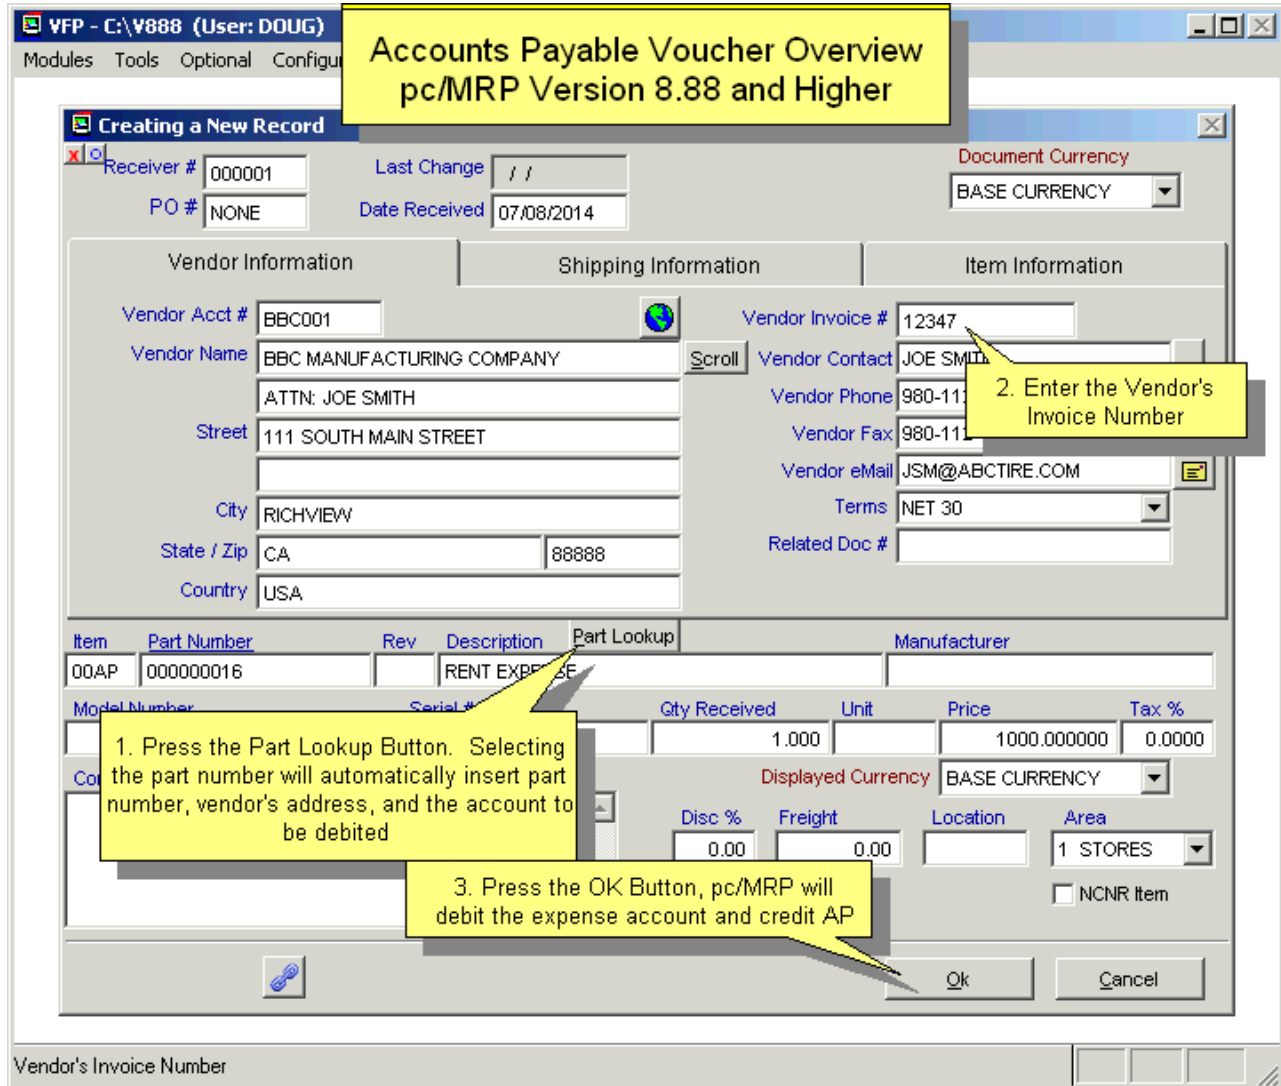 VFP - C:\V888 (User: DOUG)
Accounts Payable Voucher Overview
pc/MRP Version 8.88 and Higher
Modules Tools Optional
Creating a New Record
Receiver # 000001 Last Change / / Document Currency
PO # NONE Date Received 07/08/2014 BASE CURRENCY
Vendor Information Shipping Information Item Information
Vendor Acct # BBC001 Vendor Invoice # 12347
Vendor Name BBC MANUFACTURING COMPANY Scroll Vendor Contact JOE
ATTN: JOE SMITH Vendor Phone
Street 111 SOUTH MAIN STREET Vendor Fax
2. Enter the Vendor's
Invoice Number
Vendor eMail JSM@ABCTIRE.COM
City RICHVIEW Terms NET 30
State / Zip CA 88888 Related Doc #
Country USA
Item Part Number Rev Description Part Lookup Manufacturer
00AP 000000016 RENT EXPENSE
Model Number Serial # Qty Received Unit Price Tax %
1.000 1000.000000 0.0000
1. Press the Part Lookup Button. Selecting
the part number will automatically insert part
number, vendor's address, and the account to
be debited
Displayed Currency BASE CURRENCY
Disc % Freight Location Area
0.00 0.00 1 STORES
3. Press the OK Button, pc/MRP will
debit the expense account and credit AP
NCNR Item
Ok Cancel
Vendor's Invoice Number